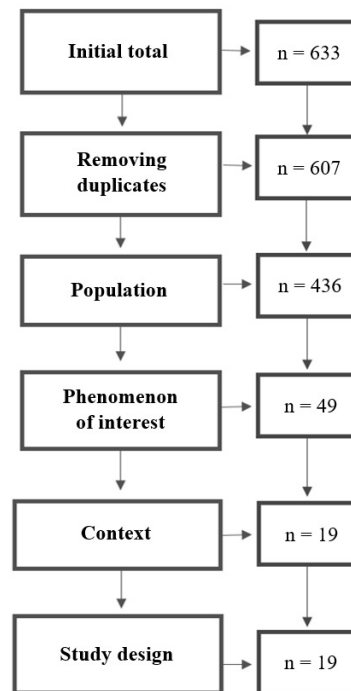 Initial total
n = 633
Removing
duplicates
n = 607
Population
n = 436
Phenomenon
of interest
n = 49
Context
n = 19
Study design
n = 19